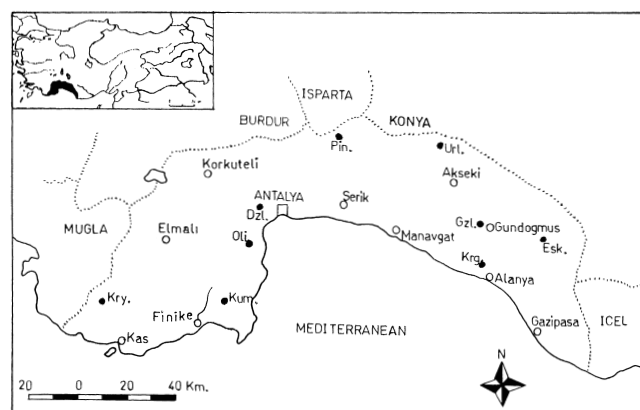 ISPARTA
BURDUR
KONYA
Pin.
Url.
Korkuteli
Akseki
ANTALYA
Serik
Dzl.
MUGLA
Elmalı
Oli.
Manavgat
Gzl.
Gundogmus
Esk.
Krg.
Alanya
Kry.
Kum.
Finike
Kas
MEDITERRANEAN
Gazipasa
ICEL
N
20 0 20 40 Km.